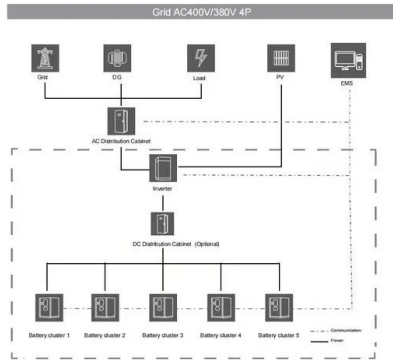 Grid AC400V/380V 4P
Grid
DG
Load
PV
EMS
AC Distribution Cabinet
Inverter
DC Distribution Cabinet (Optional)
Battery cluster 1
Battery cluster 2
Battery cluster 3
Battery cluster 4
Battery cluster 5
Communication
Power